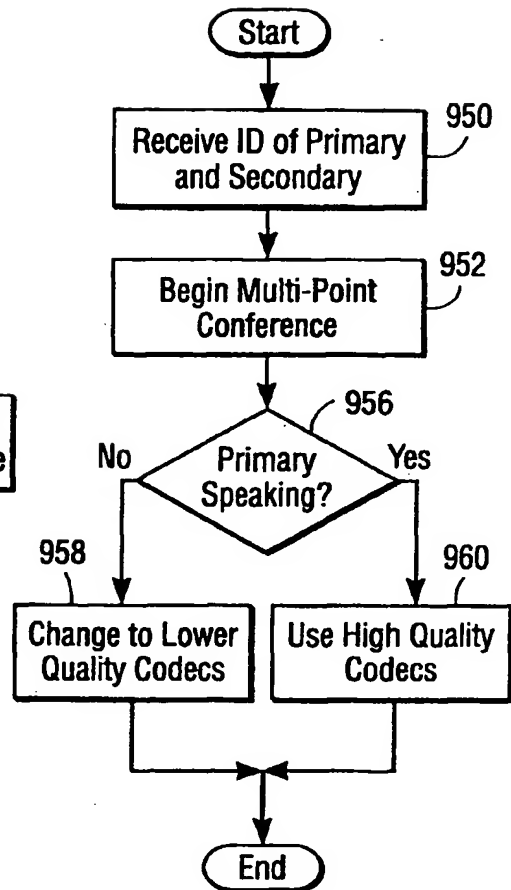 Start
950
Receive ID of Primary
and Secondary
952
Begin Multi-Point
Conference
956
No
Primary
Speaking?
Yes
958
960
Change to Lower
Quality Codecs
Use High Quality
Codecs
End